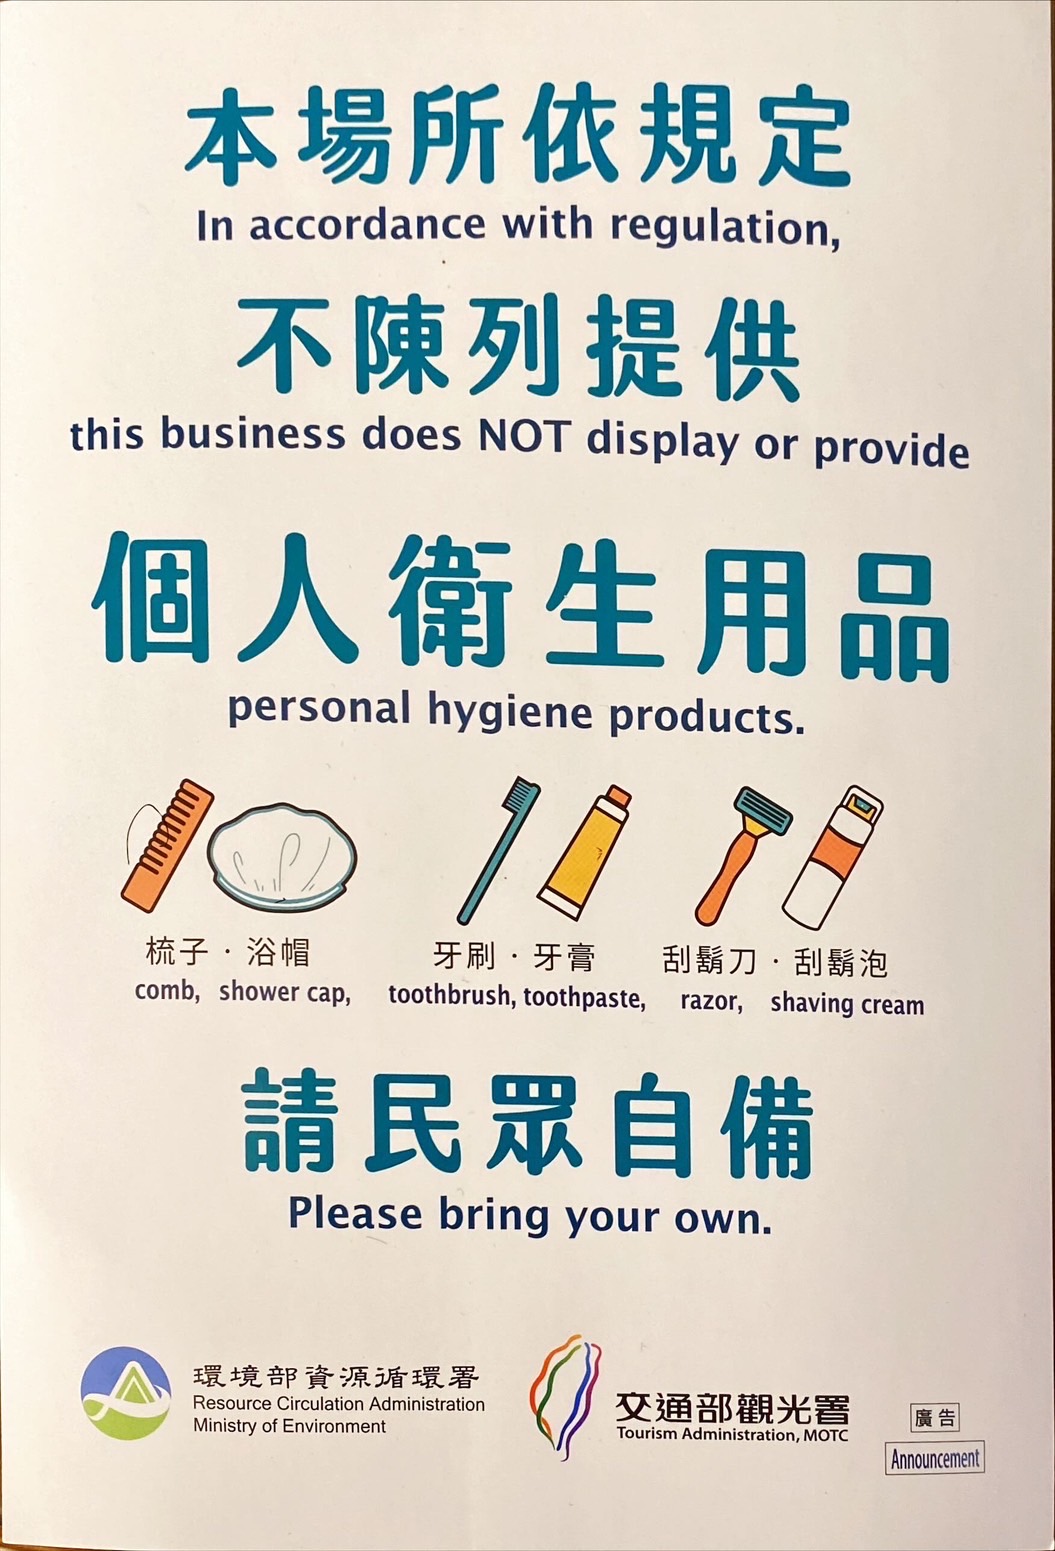 本場所依規定
In accordance with regulation,
不陳列提供
this business does NOT display or provide
個人衛生用品
personal hygiene products.
梳子．浴帽 牙刷．牙膏 刮鬍刀．刮鬍泡
comb, shower cap, toothbrush, toothpaste, razor, shaving cream
請民眾自備
Please bring your own.
環境部資源循環署
Resource Circulation Administration
Ministry of Environment
交通部觀光署
Tourism Administration, MOTC
廣告
Announcement